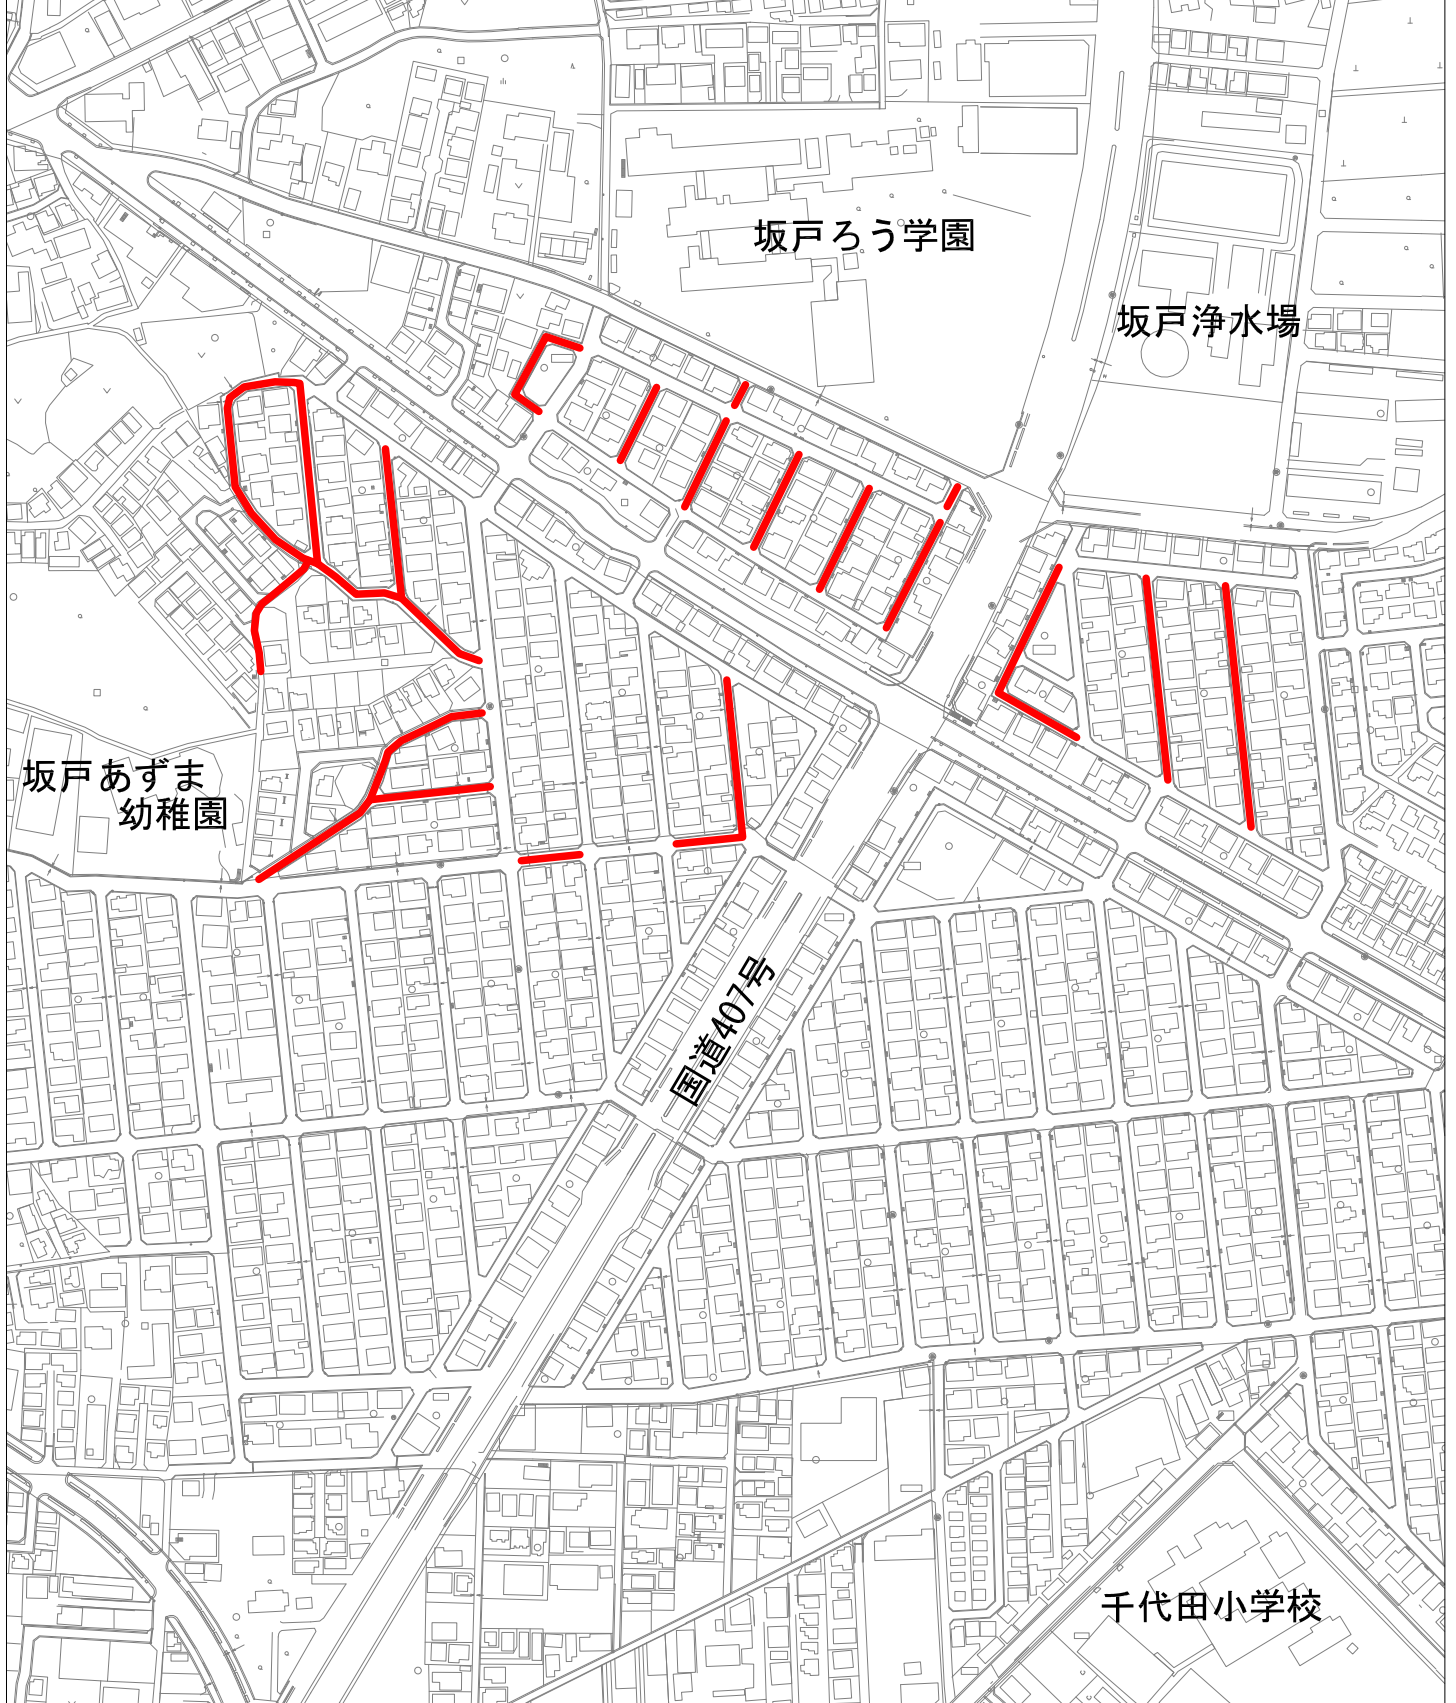 坂戸ろう学園
坂戸浄水場
坂戸あずま
幼稚園
国道407号
千代田小学校